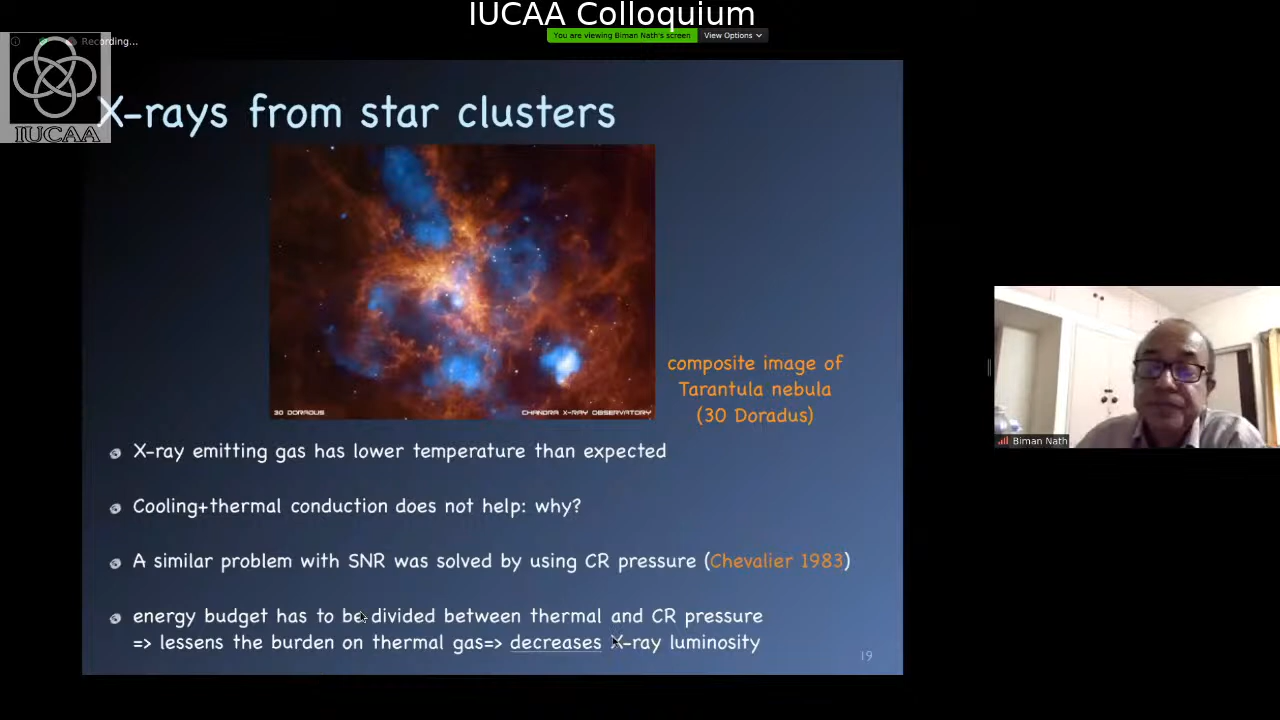 IUCAA Colloquium
Recording...
You are viewing Biman Nath's screen
View Options
IUCAA
X-rays from star clusters
30 DORADUS
CHANDRA X-RAY OBSERVATORY
composite image of
Tarantula nebula
(30 Doradus)
X-ray emitting gas has lower temperature than expected
Cooling+thermal conduction does not help: why?
A similar problem with SNR was solved by using CR pressure (Chevalier 1983)
energy budget has to be divided between thermal and CR pressure
=> lessens the burden on thermal gas=> decreases X-ray luminosity
19
Biman Nath